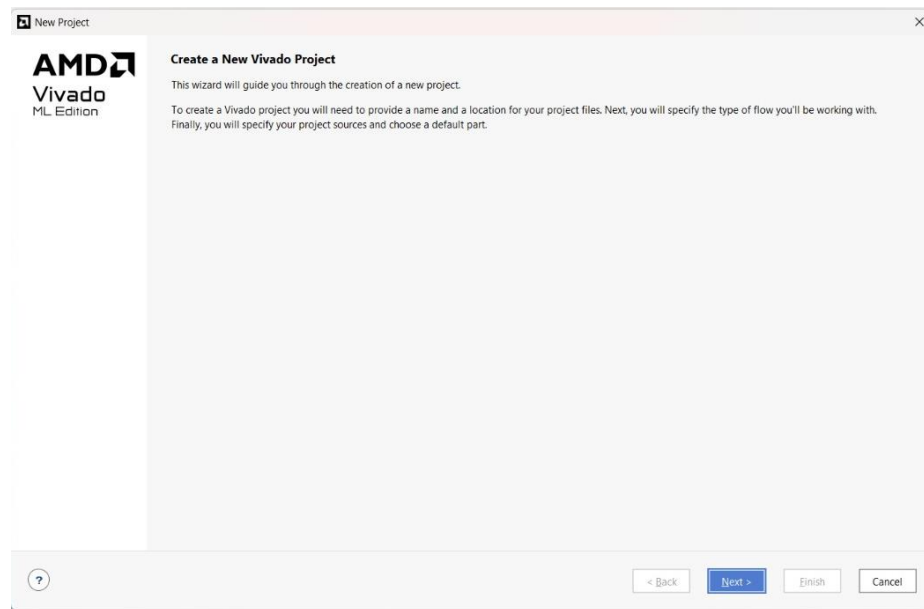 New Project
AMD
Vivado
ML Edition
Create a New Vivado Project
This wizard will guide you through the creation of a new project.
To create a Vivado project you will need to provide a name and a location for your project files. Next, you will specify the type of flow you'll be working with.
Finally, you will specify your project sources and choose a default part.
?
< Back
Next >
Finish
Cancel